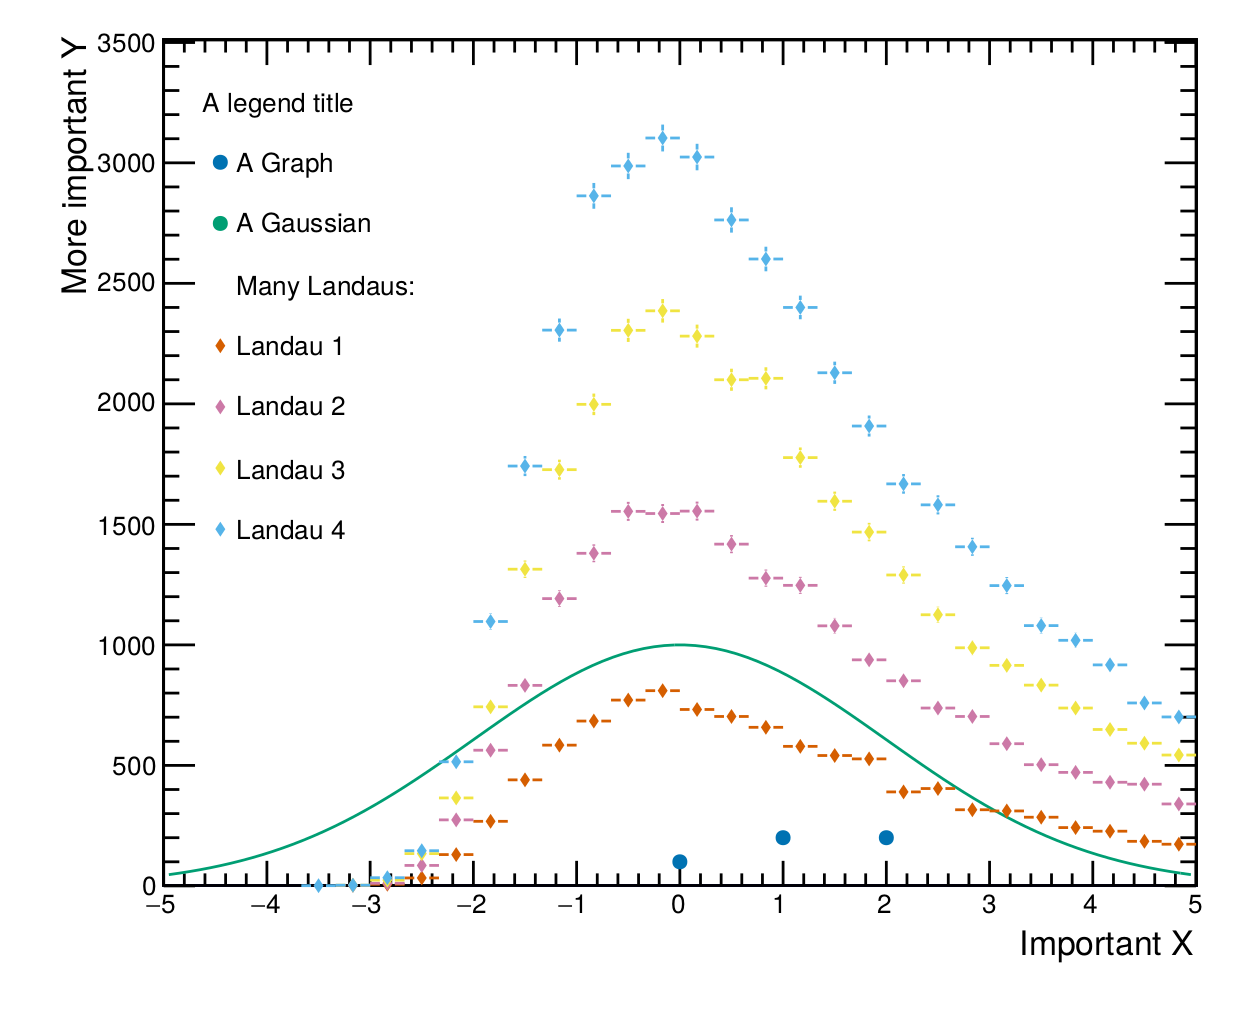 More important Y
3500
3000
2500
2000
1500
1000
500
0
A legend title
A Graph
A Gaussian
Many Landaus:
Landau 1
Landau 2
Landau 3
Landau 4
−5 −4 −3 −2 −1 0 1 2 3 4 5
Important X